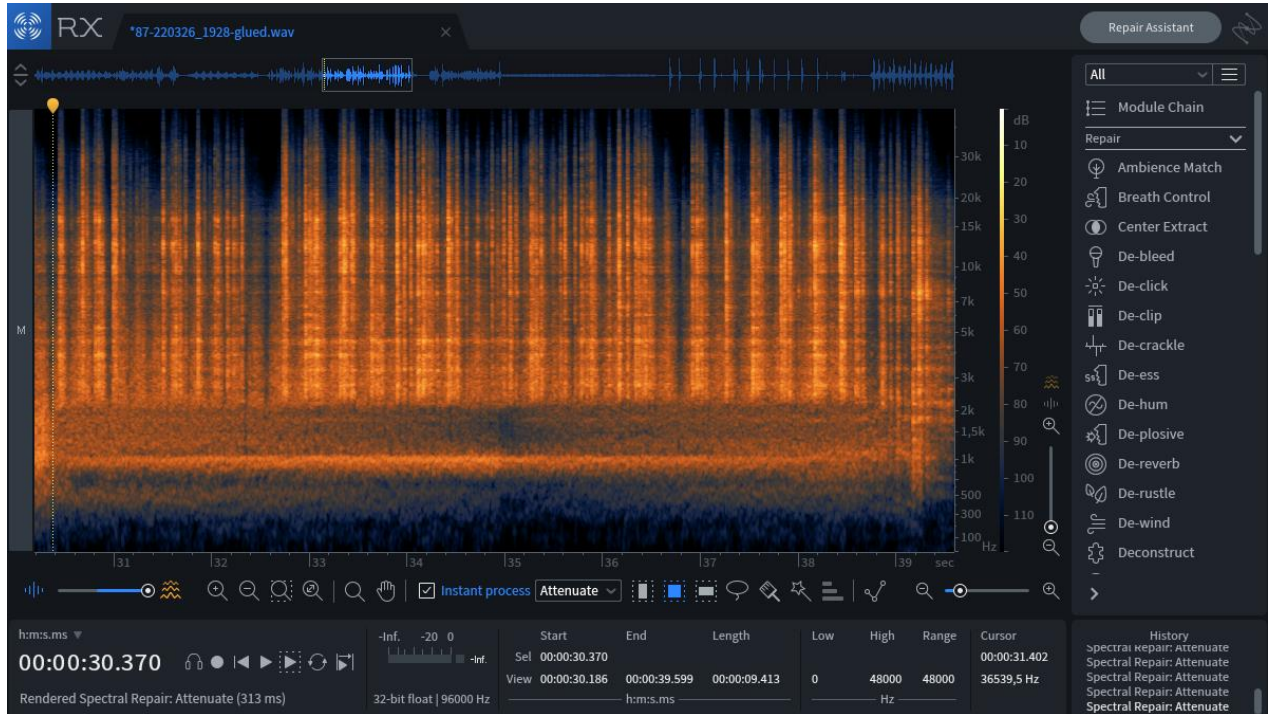 RX
*87-220326_1928-glued.wav
Repair Assistant
All
Module Chain
Repair
Ambience Match
Breath Control
Center Extract
De-bleed
De-click
De-clip
De-crackle
De-ess
De-hum
De-plosive
De-reverb
De-rustle
De-wind
Deconstruct
M
dB
10
20
30
40
50
60
70
80
90
100
110
-30k
-20k
-15k
-10k
-7k
-5k
-3k
-2k
-1,5k
-1k
-500
-300
-100
Hz
31 32 33 34 35 36 37 38 39 sec
Instant process Attenuate
h:m:s.ms
00:00:30.370
Rendered Spectral Repair: Attenuate (313 ms)
-Inf. -20 0
-Inf.
32-bit float | 96000 Hz
Start End Length
Sel 00:00:30.370
View 00:00:30.186 00:00:39.599 00:00:09.413
h:m:s.ms
Low High Range
0 48000 48000
Hz
Cursor
00:00:31.402
36539,5 Hz
History
Spectral Repair: Attenuate
Spectral Repair: Attenuate
Spectral Repair: Attenuate
Spectral Repair: Attenuate
Spectral Repair: Attenuate